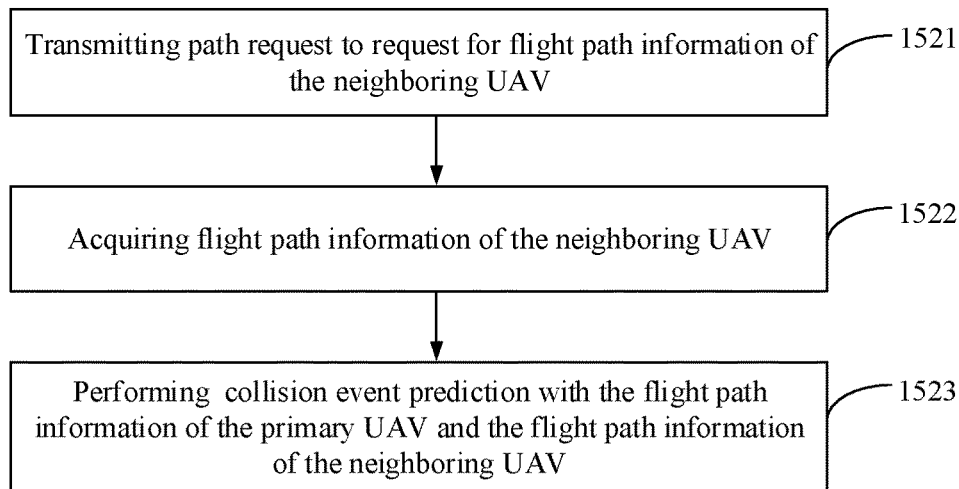 Transmitting path request to request for flight path information of
the neighboring UAV
1521
Acquiring flight path information of the neighboring UAV
1522
Performing collision event prediction with the flight path
information of the primary UAV and the flight path information
of the neighboring UAV
1523